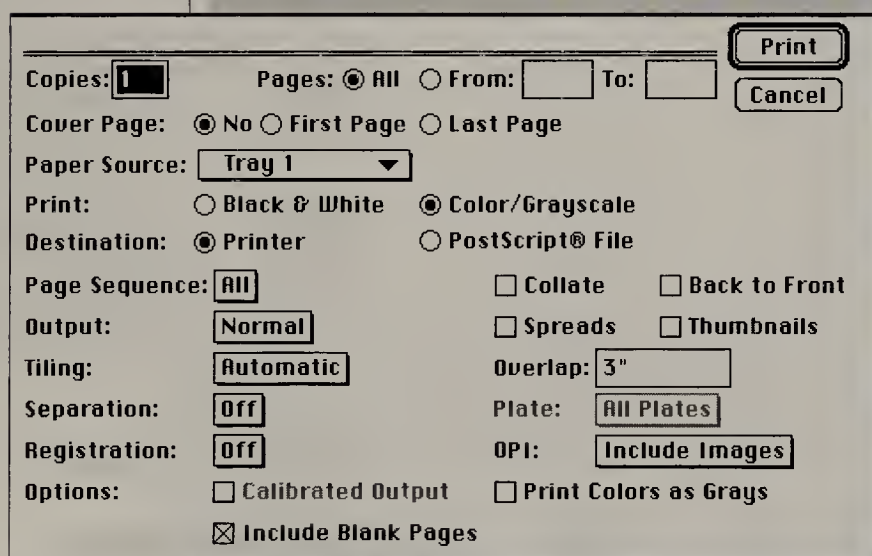 Print
Copies: 1 Pages: All From: To:
Cancel
Cover Page: No First Page Last Page
Paper Source: Tray 1
Print: Black & White Color/Grayscale
Destination: Printer PostScript® File
Page Sequence: All Collate Back to Front
Output: Normal Spreads Thumbnails
Tiling: Automatic Overlap: 3"
Separation: Off Plate: All Plates
Registration: Off OPI: Include Images
Options: Calibrated Output Print Colors as Grays
Include Blank Pages